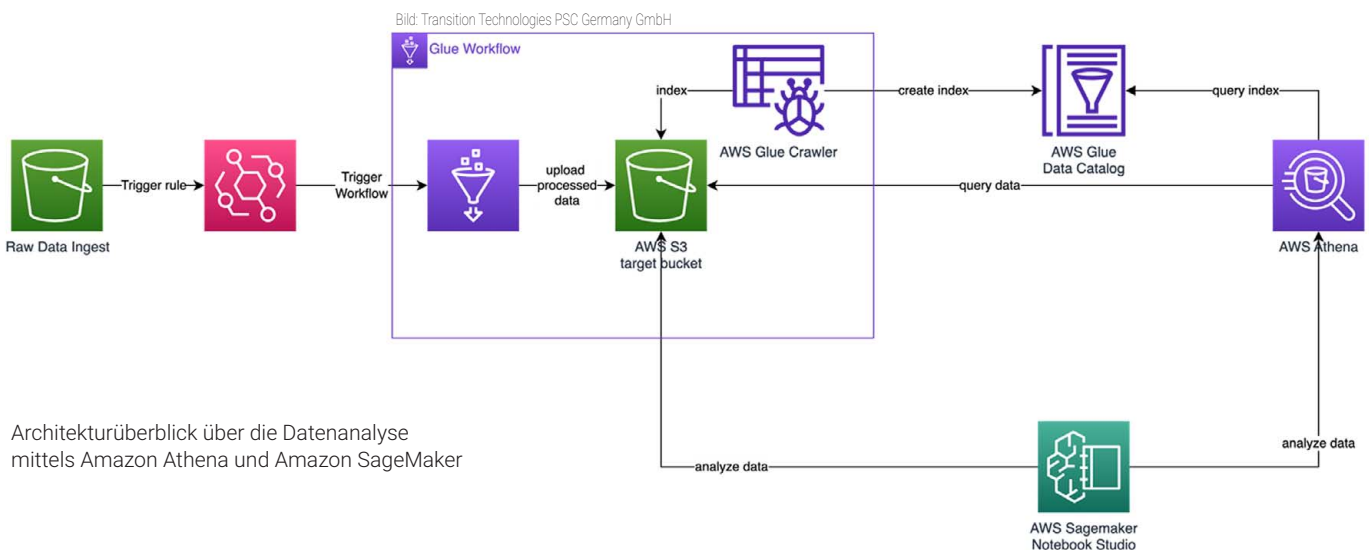 Bild: Transition Technologies PSC Germany GmbH
Glue Workflow
index
create index
query index
AWS Glue Crawler
AWS Glue
Data Catalog
Trigger rule
Trigger
Workflow
upload
processed
data
query data
Raw Data Ingest
AWS S3
target bucket
AWS Athena
Architekturüberblick über die Datenanalyse
mittels Amazon Athena und Amazon SageMaker
analyze data
analyze data
AWS Sagemaker
Notebook Studio